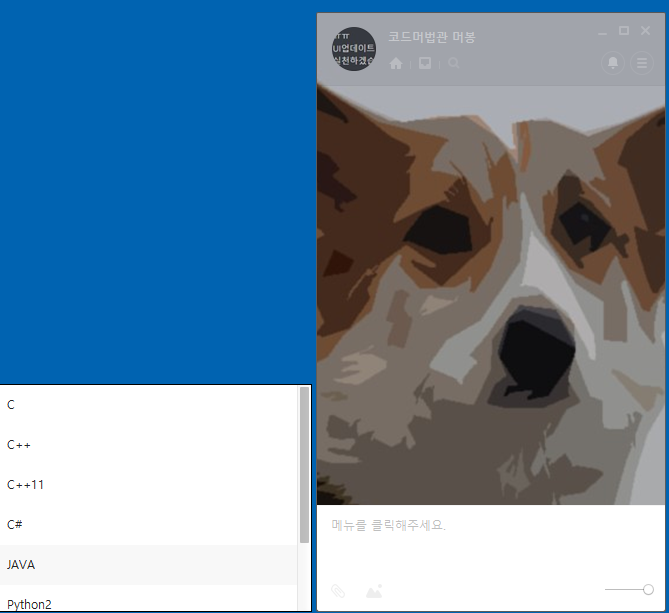 ㅠㅠ
UI업데이트
실천하겠습
코드머법관 머봉
메뉴를 클릭해주세요.
C
C++
C++11
C#
JAVA
Python2